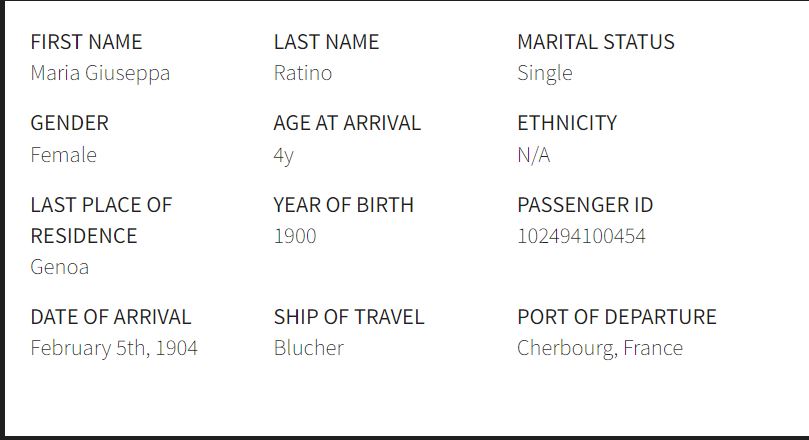 FIRST NAME
Maria Giuseppa
LAST NAME
Ratino
MARITAL STATUS
Single
GENDER
Female
AGE AT ARRIVAL
4y
ETHNICITY
N/A
LAST PLACE OF
RESIDENCE
Genoa
YEAR OF BIRTH
1900
PASSENGER ID
102494100454
DATE OF ARRIVAL
February 5th, 1904
SHIP OF TRAVEL
Blucher
PORT OF DEPARTURE
Cherbourg, France